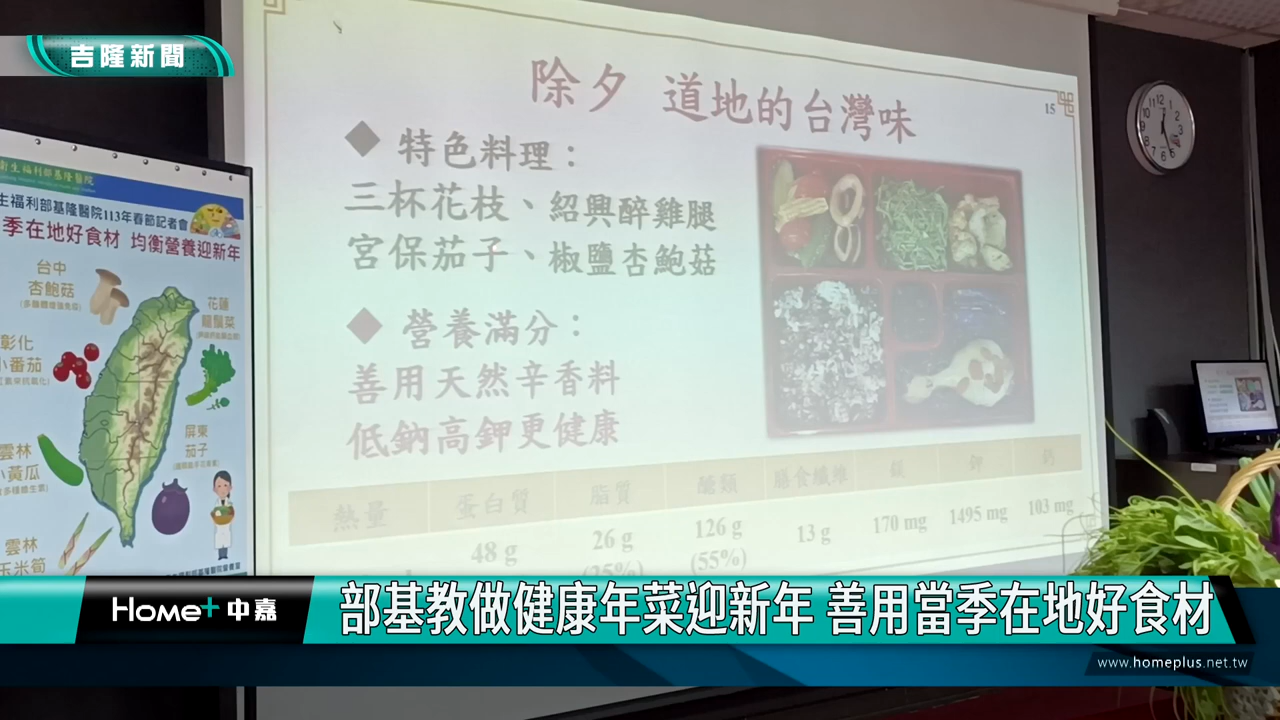 吉隆新聞
除夕 道地的台灣味
15
◆ 特色料理：
三杯花枝、紹興醉雞腿
宮保茄子、椒鹽杏鮑菇
◆ 營養滿分：
善用天然辛香料
低鈉高鉀更健康
熱量 蛋白質 脂質 醣類 膳食纖維 鎂 鉀 鈣
48 g 26 g 126 g 13 g 170 mg 1495 mg 103 mg
(25%) (55%)
衛生福利部基隆醫院
生福利部基隆醫院113年春節記者會
季在地好食材 均衡營養迎新年
台中
杏鮑菇
花蓮
龍鬚菜
彰化
小番茄
屏東
茄子
雲林
小黃瓜
雲林
玉米筍
Home+ 中嘉
部基教做健康年菜迎新年 善用當季在地好食材
www.homeplus.net.tw